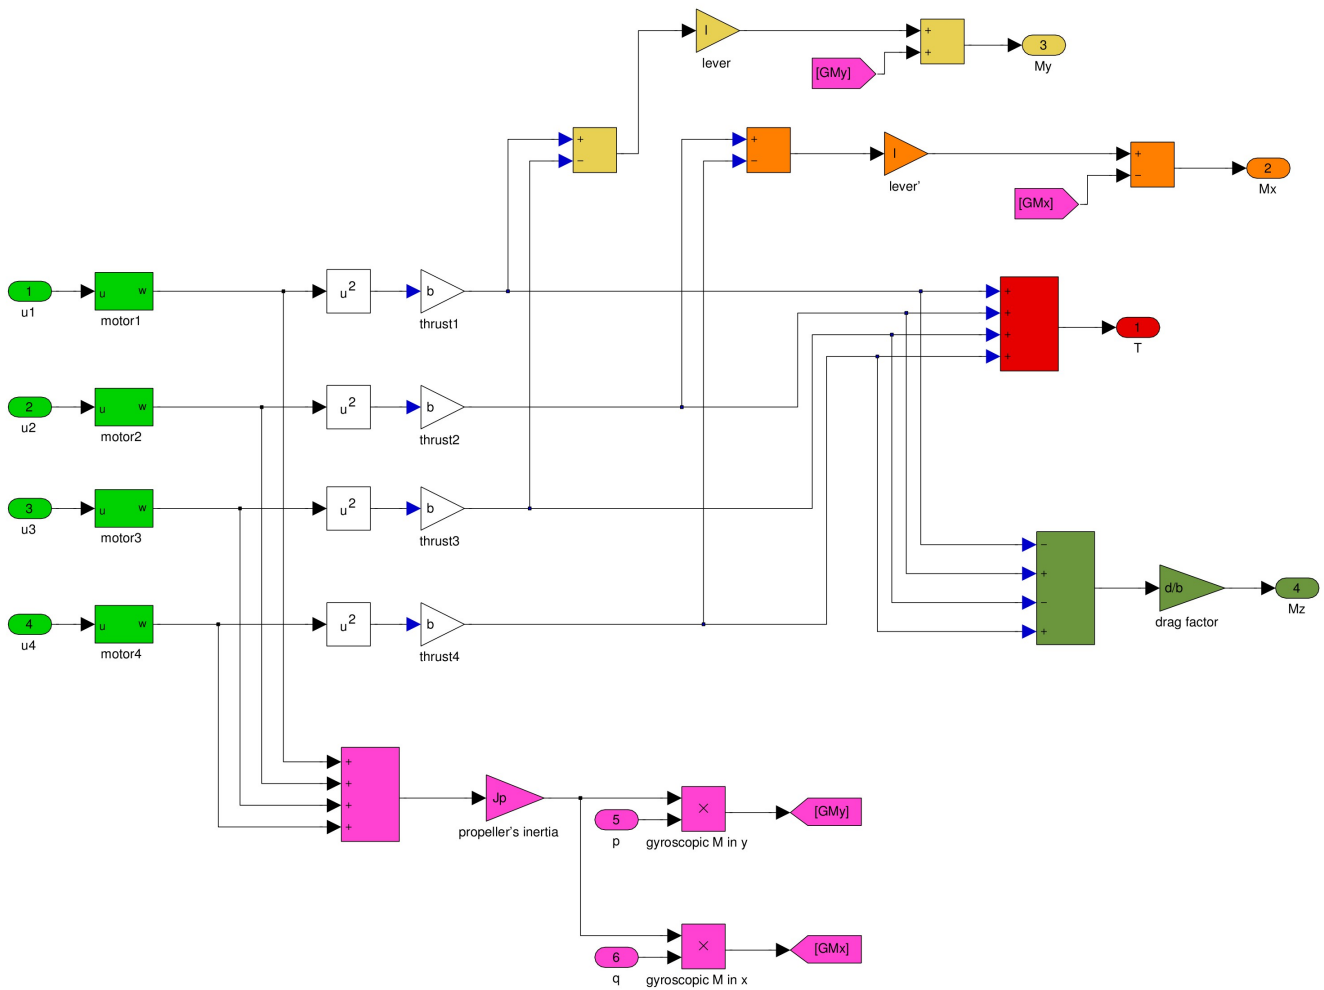 l
lever
+
+
[GMy]
3
My
+
−
+
−
l
lever'
+
−
[GMx]
2
Mx
1
u1
u w
motor1
u2
b
thrust1
+
+
+
+
1
T
2
u2
u w
motor2
u2
b
thrust2
3
u3
u w
motor3
u2
b
thrust3
4
u4
u w
motor4
u2
b
thrust4
−
+
−
+
d/b
drag factor
4
Mz
+
+
+
+
Jp
propeller's inertia
5
p
×
gyroscopic M in y
[GMy]
6
q
×
gyroscopic M in x
[GMx]